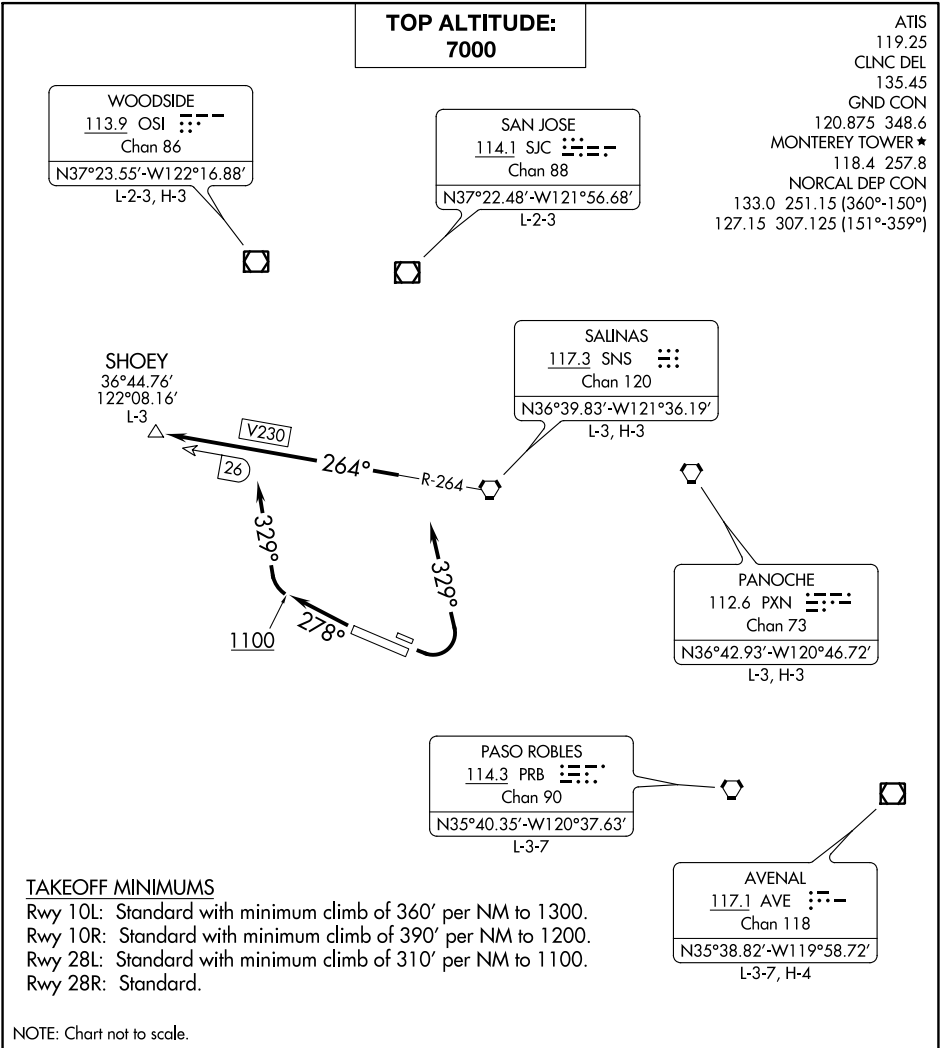 TOP ALTITUDE:
7000
ATIS
119.25
CLNC DEL
135.45
GND CON
120.875 348.6
MONTEREY TOWER ★
118.4 257.8
NORCAL DEP CON
133.0 251.15 (360°-150°)
127.15 307.125 (151°-359°)
WOODSIDE
113.9 OSI
Chan 86
N37°23.55′-W122°16.88′
L-2-3, H-3
SAN JOSE
114.1 SJC
Chan 88
N37°22.48′-W121°56.68′
L-2-3
SALINAS
117.3 SNS
Chan 120
N36°39.83′-W121°36.19′
L-3, H-3
SHOEY
36°44.76′
122°08.16′
L-3
V230
26
264°
R-264
329°
329°
278°
1100
PANOCHE
112.6 PXN
Chan 73
N36°42.93′-W120°46.72′
L-3, H-3
PASO ROBLES
114.3 PRB
Chan 90
N35°40.35′-W120°37.63′
L-3-7
AVENAL
117.1 AVE
Chan 118
N35°38.82′-W119°58.72′
L-3-7, H-4
TAKEOFF MINIMUMS
Rwy 10L: Standard with minimum climb of 360′ per NM to 1300.
Rwy 10R: Standard with minimum climb of 390′ per NM to 1200.
Rwy 28L: Standard with minimum climb of 310′ per NM to 1100.
Rwy 28R: Standard.
NOTE: Chart not to scale.